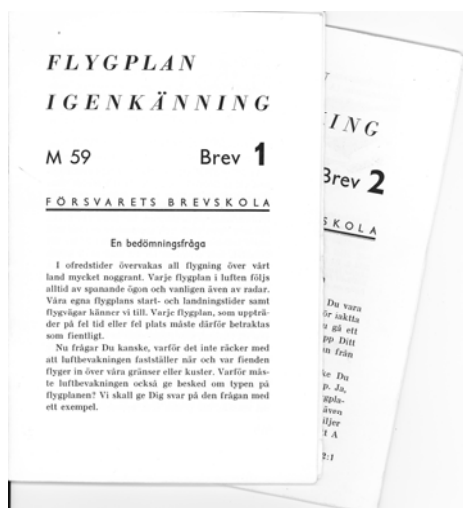 FLYGPLAN
IGENKÄNNING
M 59 Brev 1
FÖRSVARETS BREVSKOLA
En bedömningsfråga
I ofredstider övervakas all flygning över vårt
land mycket noggrant. Varje flygplan i luften följs
alltid av spanande ögon och vanligen även av radar.
Våra egna flygplans start- och landningstider samt
flygvägar känner vi till. Varje flygplan, som uppträ-
der på fel tid eller fel plats måste därför betraktas
som fientligt.
Nu frågar Du kanske, varför det inte räcker med
att luftbevakningen fastställer när och var fienden
flyger in över våra gränser eller kuster. Varför mås-
te luftbevakningen också ge besked om typen på
flygplanen? Vi skall ge Dig svar på den frågan med
ett exempel.
ING
Brev 2
SKOLA
Du vara
ör iaktta
u gå ett
pp Ditt
n från
ke Du
p. Ja,
gpla-
även
iljer
t A
2:1